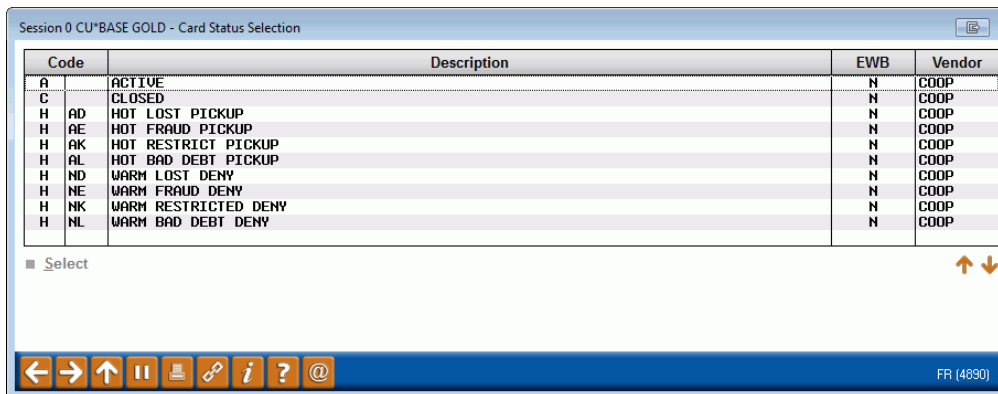 Session 0 CU*BASE GOLD - Card Status Selection
Code Description EWB Vendor
A ACTIVE N COOP
C CLOSED N COOP
H AD HOT LOST PICKUP N COOP
H AE HOT FRAUD PICKUP N COOP
H AK HOT RESTRICT PICKUP N COOP
H AL HOT BAD DEBT PICKUP N COOP
H ND WARM LOST DENY N COOP
H NE WARM FRAUD DENY N COOP
H NK WARM RESTRICTED DENY N COOP
H NL WARM BAD DEBT DENY N COOP
Select
i ? @
FR (4890)